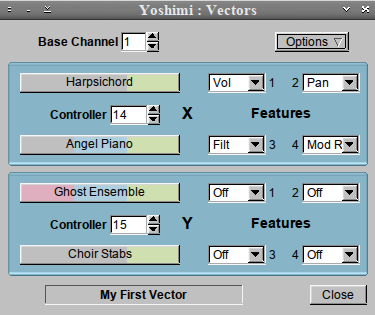 Yoshimi : Vectors
Base Channel 1 Options
Harpsichord Vol 1 2 Pan
Controller 14 X Features
Angel Piano Filt 3 4 Mod R
Ghost Ensemble Off 1 2 Off
Controller 15 Y Features
Choir Stabs Off 3 4 Off
My First Vector Close